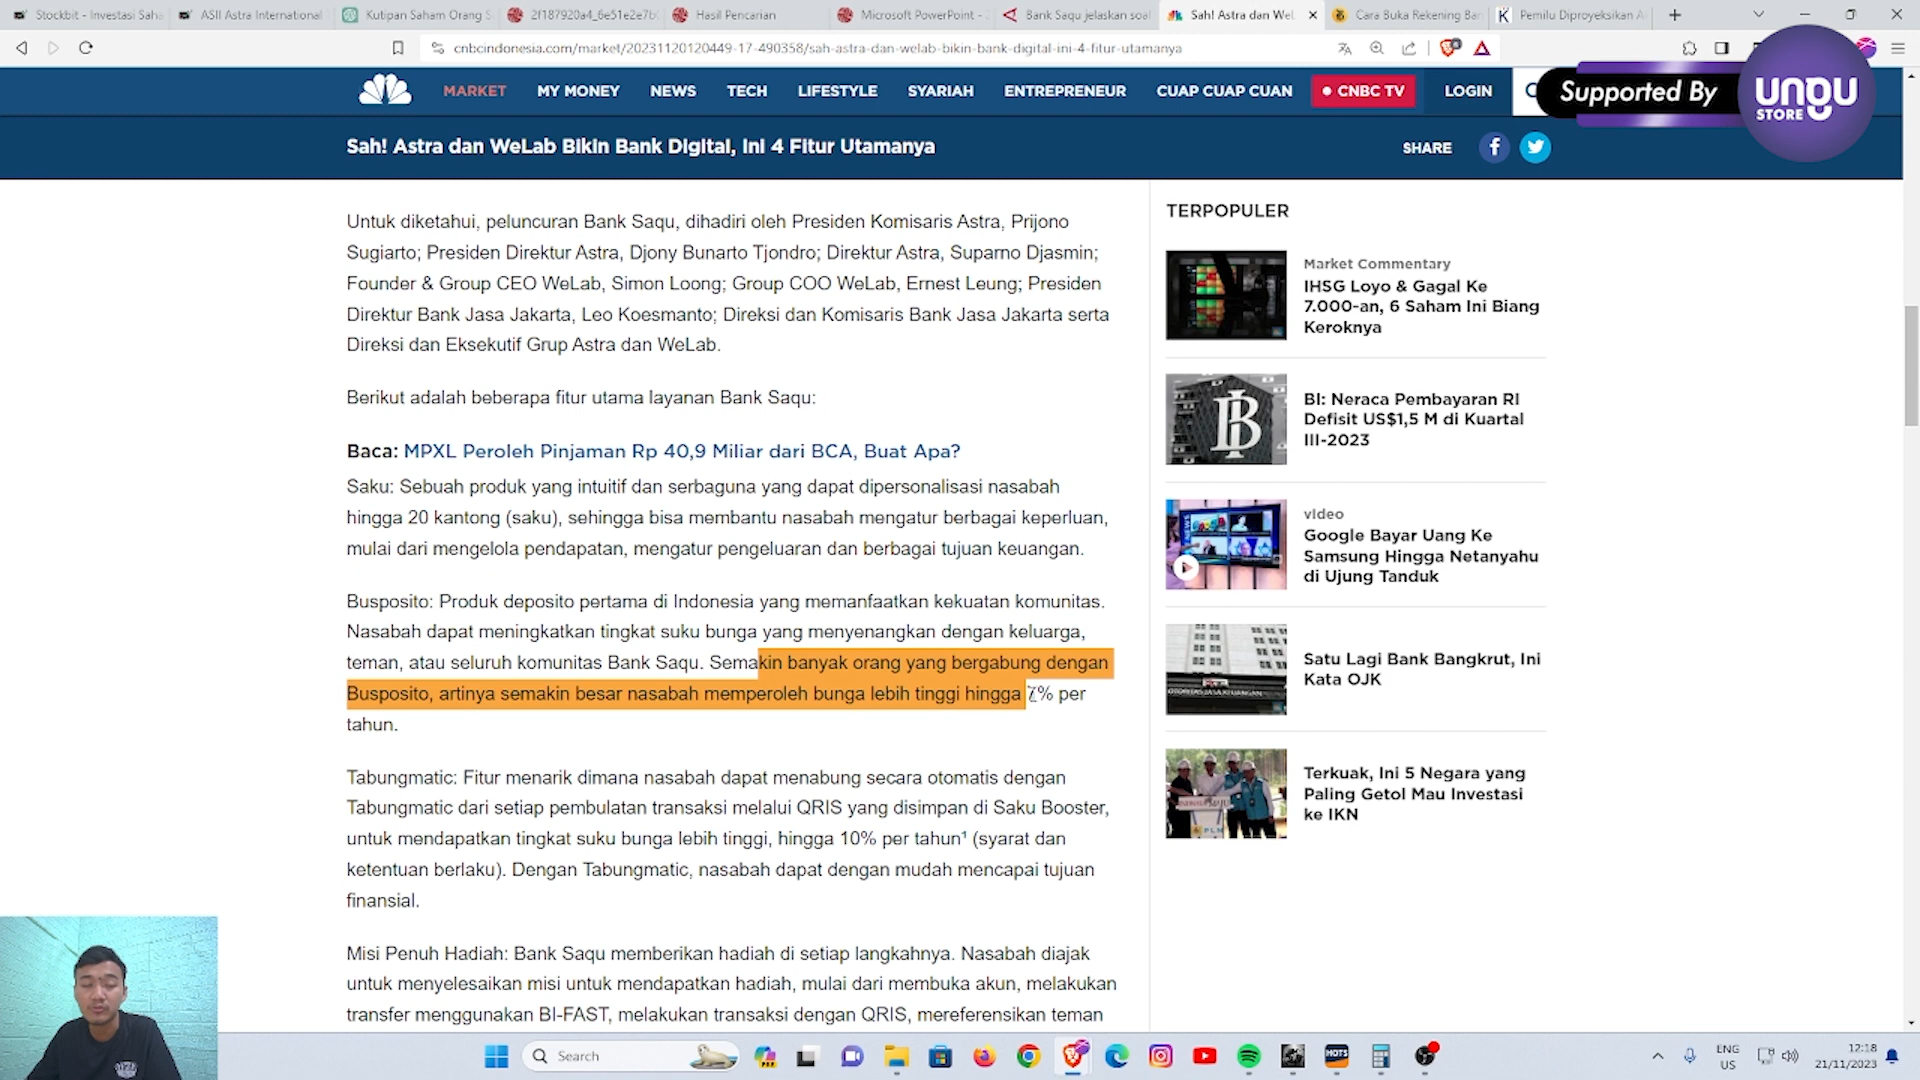 Stockbit - Investasi Saha
ASII Astra International
Kutipan Saham Orang S
2f187920a4_6e51e2e7b
Hasil Pencarian
Microsoft PowerPoint -
Bank Saqu jelaskan soal
Sah! Astra dan WeL
Cara Buka Rekening Ban
Pemilu Diproyeksikan A
cnbcindonesia.com/market/20231120120449-17-490358/sah-astra-dan-welab-bikin-bank-digital-ini-4-fitur-utamanya
MARKET MY MONEY NEWS TECH LIFESTYLE SYARIAH ENTREPRENEUR CUAP CUAP CUAN CNBC TV LOGIN
Supported By
UNGU STORE
Sah! Astra dan WeLab Bikin Bank Digital, Ini 4 Fitur Utamanya
SHARE
Untuk diketahui, peluncuran Bank Saqu, dihadiri oleh Presiden Komisaris Astra, Prijono
Sugiarto; Presiden Direktur Astra, Djony Bunarto Tjondro; Direktur Astra, Suparno Djasmin;
Founder & Group CEO WeLab, Simon Loong; Group COO WeLab, Ernest Leung; Presiden
Direktur Bank Jasa Jakarta, Leo Koesmanto; Direksi dan Komisaris Bank Jasa Jakarta serta
Direksi dan Eksekutif Grup Astra dan WeLab.
Berikut adalah beberapa fitur utama layanan Bank Saqu:
Baca: MPXL Peroleh Pinjaman Rp 40,9 Miliar dari BCA, Buat Apa?
Saku: Sebuah produk yang intuitif dan serbaguna yang dapat dipersonalisasi nasabah
hingga 20 kantong (saku), sehingga bisa membantu nasabah mengatur berbagai keperluan,
mulai dari mengelola pendapatan, mengatur pengeluaran dan berbagai tujuan keuangan.
Busposito: Produk deposito pertama di Indonesia yang memanfaatkan kekuatan komunitas.
Nasabah dapat meningkatkan tingkat suku bunga yang menyenangkan dengan keluarga,
teman, atau seluruh komunitas Bank Saqu. Semakin banyak orang yang bergabung dengan
Busposito, artinya semakin besar nasabah memperoleh bunga lebih tinggi hingga 7% per
tahun.
Tabungmatic: Fitur menarik dimana nasabah dapat menabung secara otomatis dengan
Tabungmatic dari setiap pembulatan transaksi melalui QRIS yang disimpan di Saku Booster,
untuk mendapatkan tingkat suku bunga lebih tinggi, hingga 10% per tahun¹ (syarat dan
ketentuan berlaku). Dengan Tabungmatic, nasabah dapat dengan mudah mencapai tujuan
finansial.
Misi Penuh Hadiah: Bank Saqu memberikan hadiah di setiap langkahnya. Nasabah diajak
untuk menyelesaikan misi untuk mendapatkan hadiah, mulai dari membuka akun, melakukan
transfer menggunakan BI-FAST, melakukan transaksi dengan QRIS, mereferensikan teman
TERPOPULER
Market Commentary
IHSG Loyo & Gagal Ke
7.000-an, 6 Saham Ini Biang
Keroknya
BI: Neraca Pembayaran RI
Defisit US$1,5 M di Kuartal
III-2023
video
Google Bayar Uang Ke
Samsung Hingga Netanyahu
di Ujung Tanduk
Satu Lagi Bank Bangkrut, Ini
Kata OJK
Terkuak, Ini 5 Negara yang
Paling Getol Mau Investasi
ke IKN
Search
HOTS
ENG
US
12:18
21/11/2023